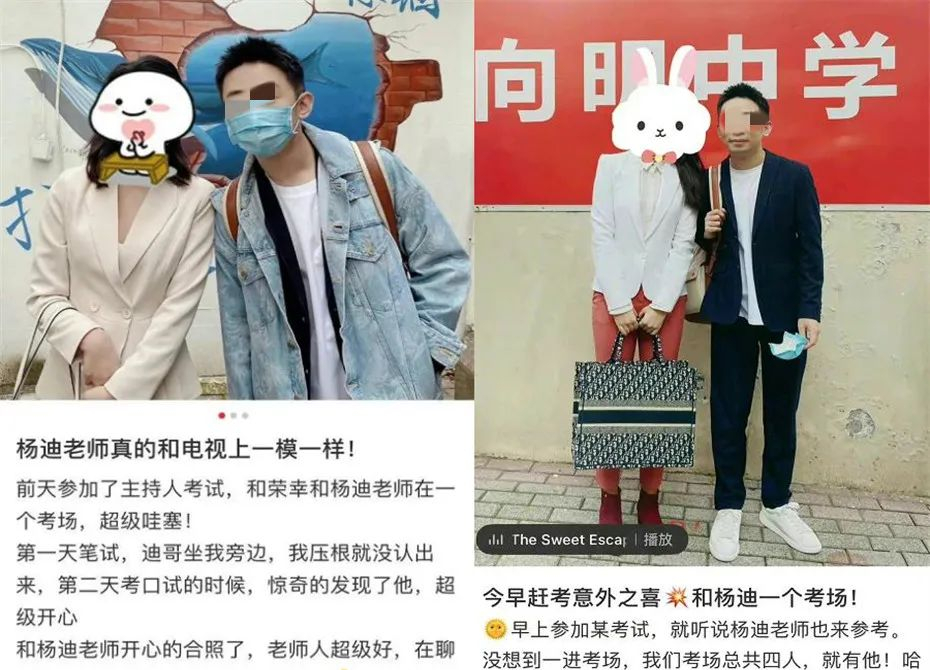 向明中学
杨迪老师真的和电视上一模一样！
前天参加了主持人考试，和荣幸和杨迪老师在一
个考场，超级哇塞！
第一天笔试，迪哥坐我旁边，我压根就没认出
来，第二天考口试的时候，惊奇的发现了他，超
级开心
和杨迪老师开心的合照了，老师人超级好，在聊
The Sweet Escap
播放
今早赶考意外之喜💥和杨迪一个考场！
🌞早上参加某考试，就听说杨迪老师也来参考。
没想到一进考场，我们考场总共四人，就有他！哈